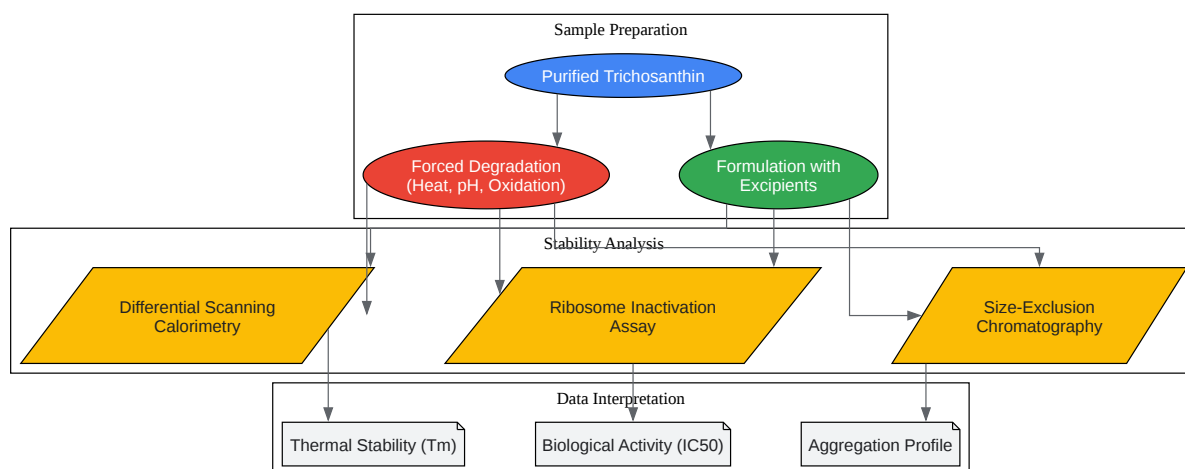 Sample Preparation
Purified Trichosanthin
Forced Degradation
(Heat, pH, Oxidation)
Formulation with
Excipients
Stability Analysis
Differential Scanning
Calorimetry
Ribosome Inactivation
Assay
Size-Exclusion
Chromatography
Data Interpretation
Thermal Stability (Tm)
Biological Activity (IC50)
Aggregation Profile